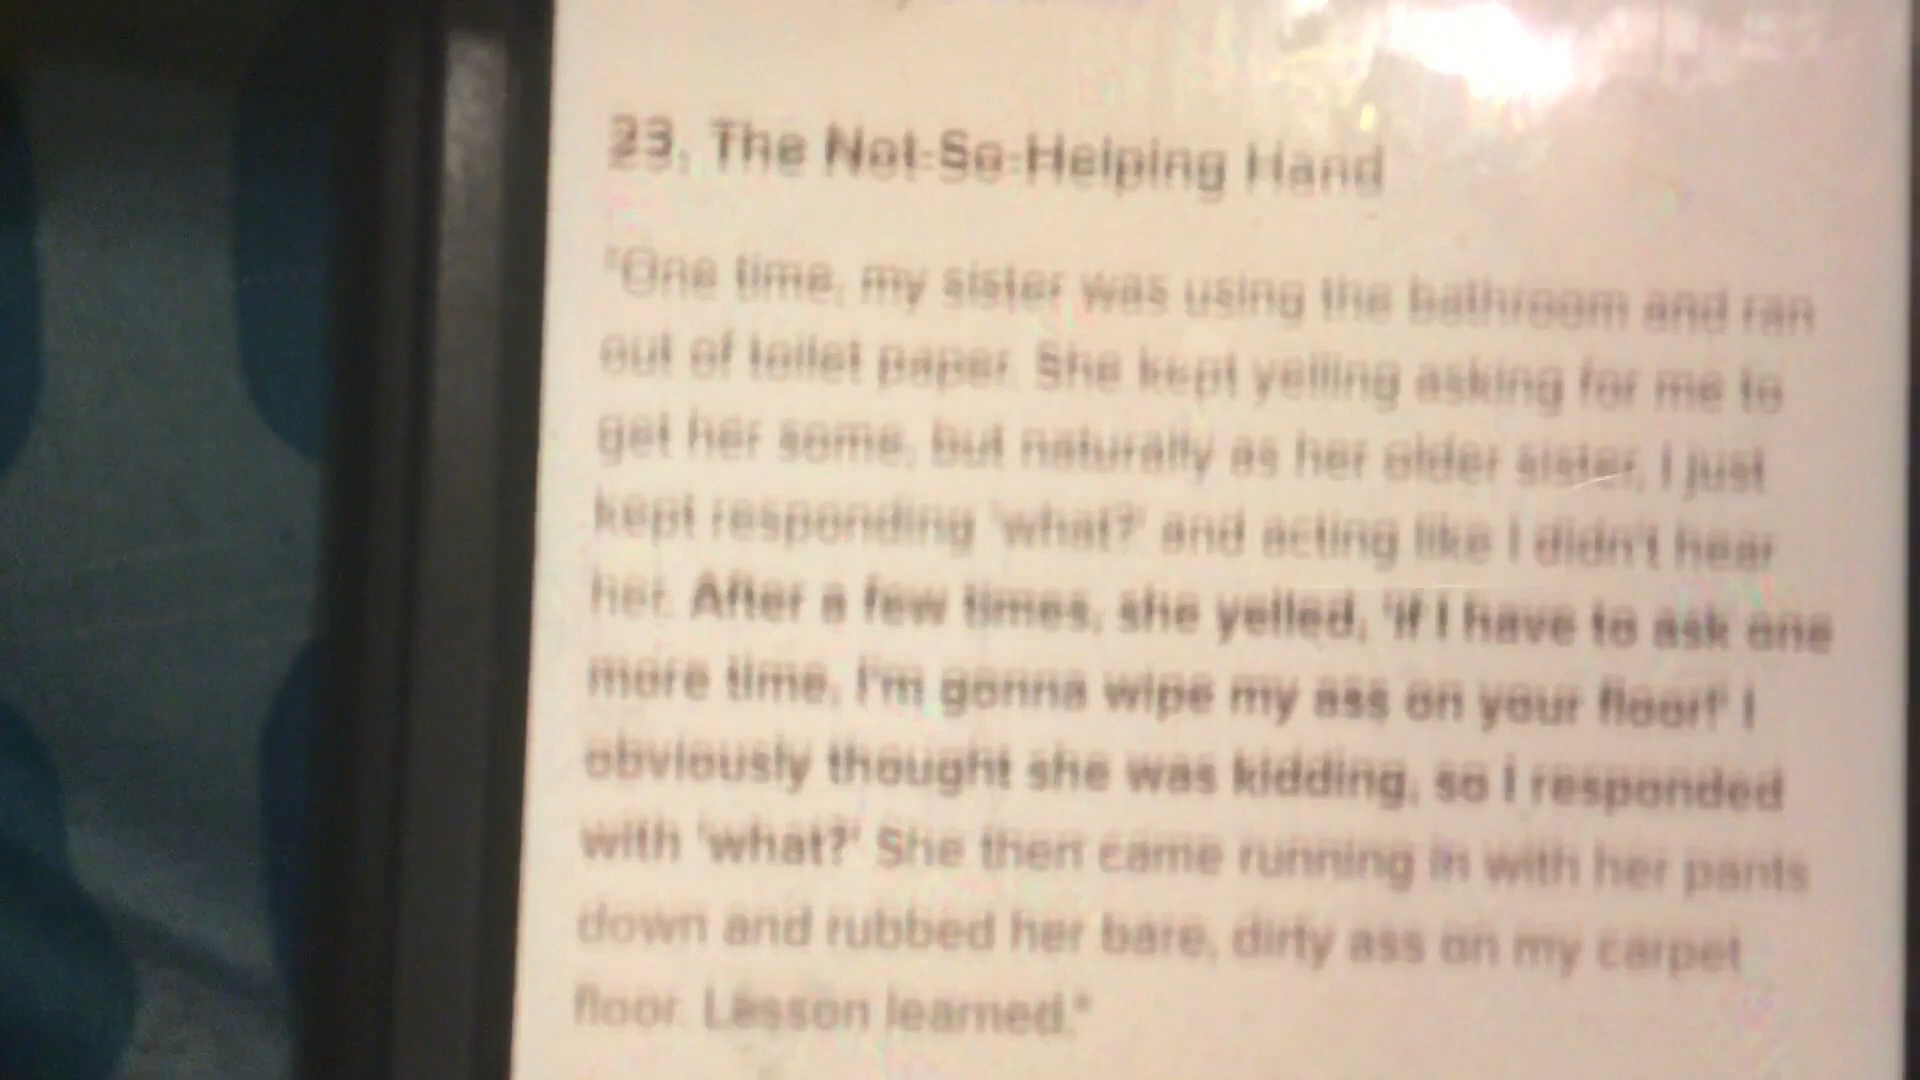 23. The Not-So-Helping Hand
"One time, my sister was using the bathroom and ran
out of toilet paper. She kept yelling asking for me to
get her some, but naturally as her older sister, I just
kept responding 'what?' and acting like I didn't hear
her. After a few times, she yelled, 'if I have to ask one
more time, I'm gonna wipe my ass on your floor!' I
obviously thought she was kidding, so I responded
with 'what?' She then came running in with her pants
down and rubbed her bare, dirty ass on my carpet
floor. Lesson learned."